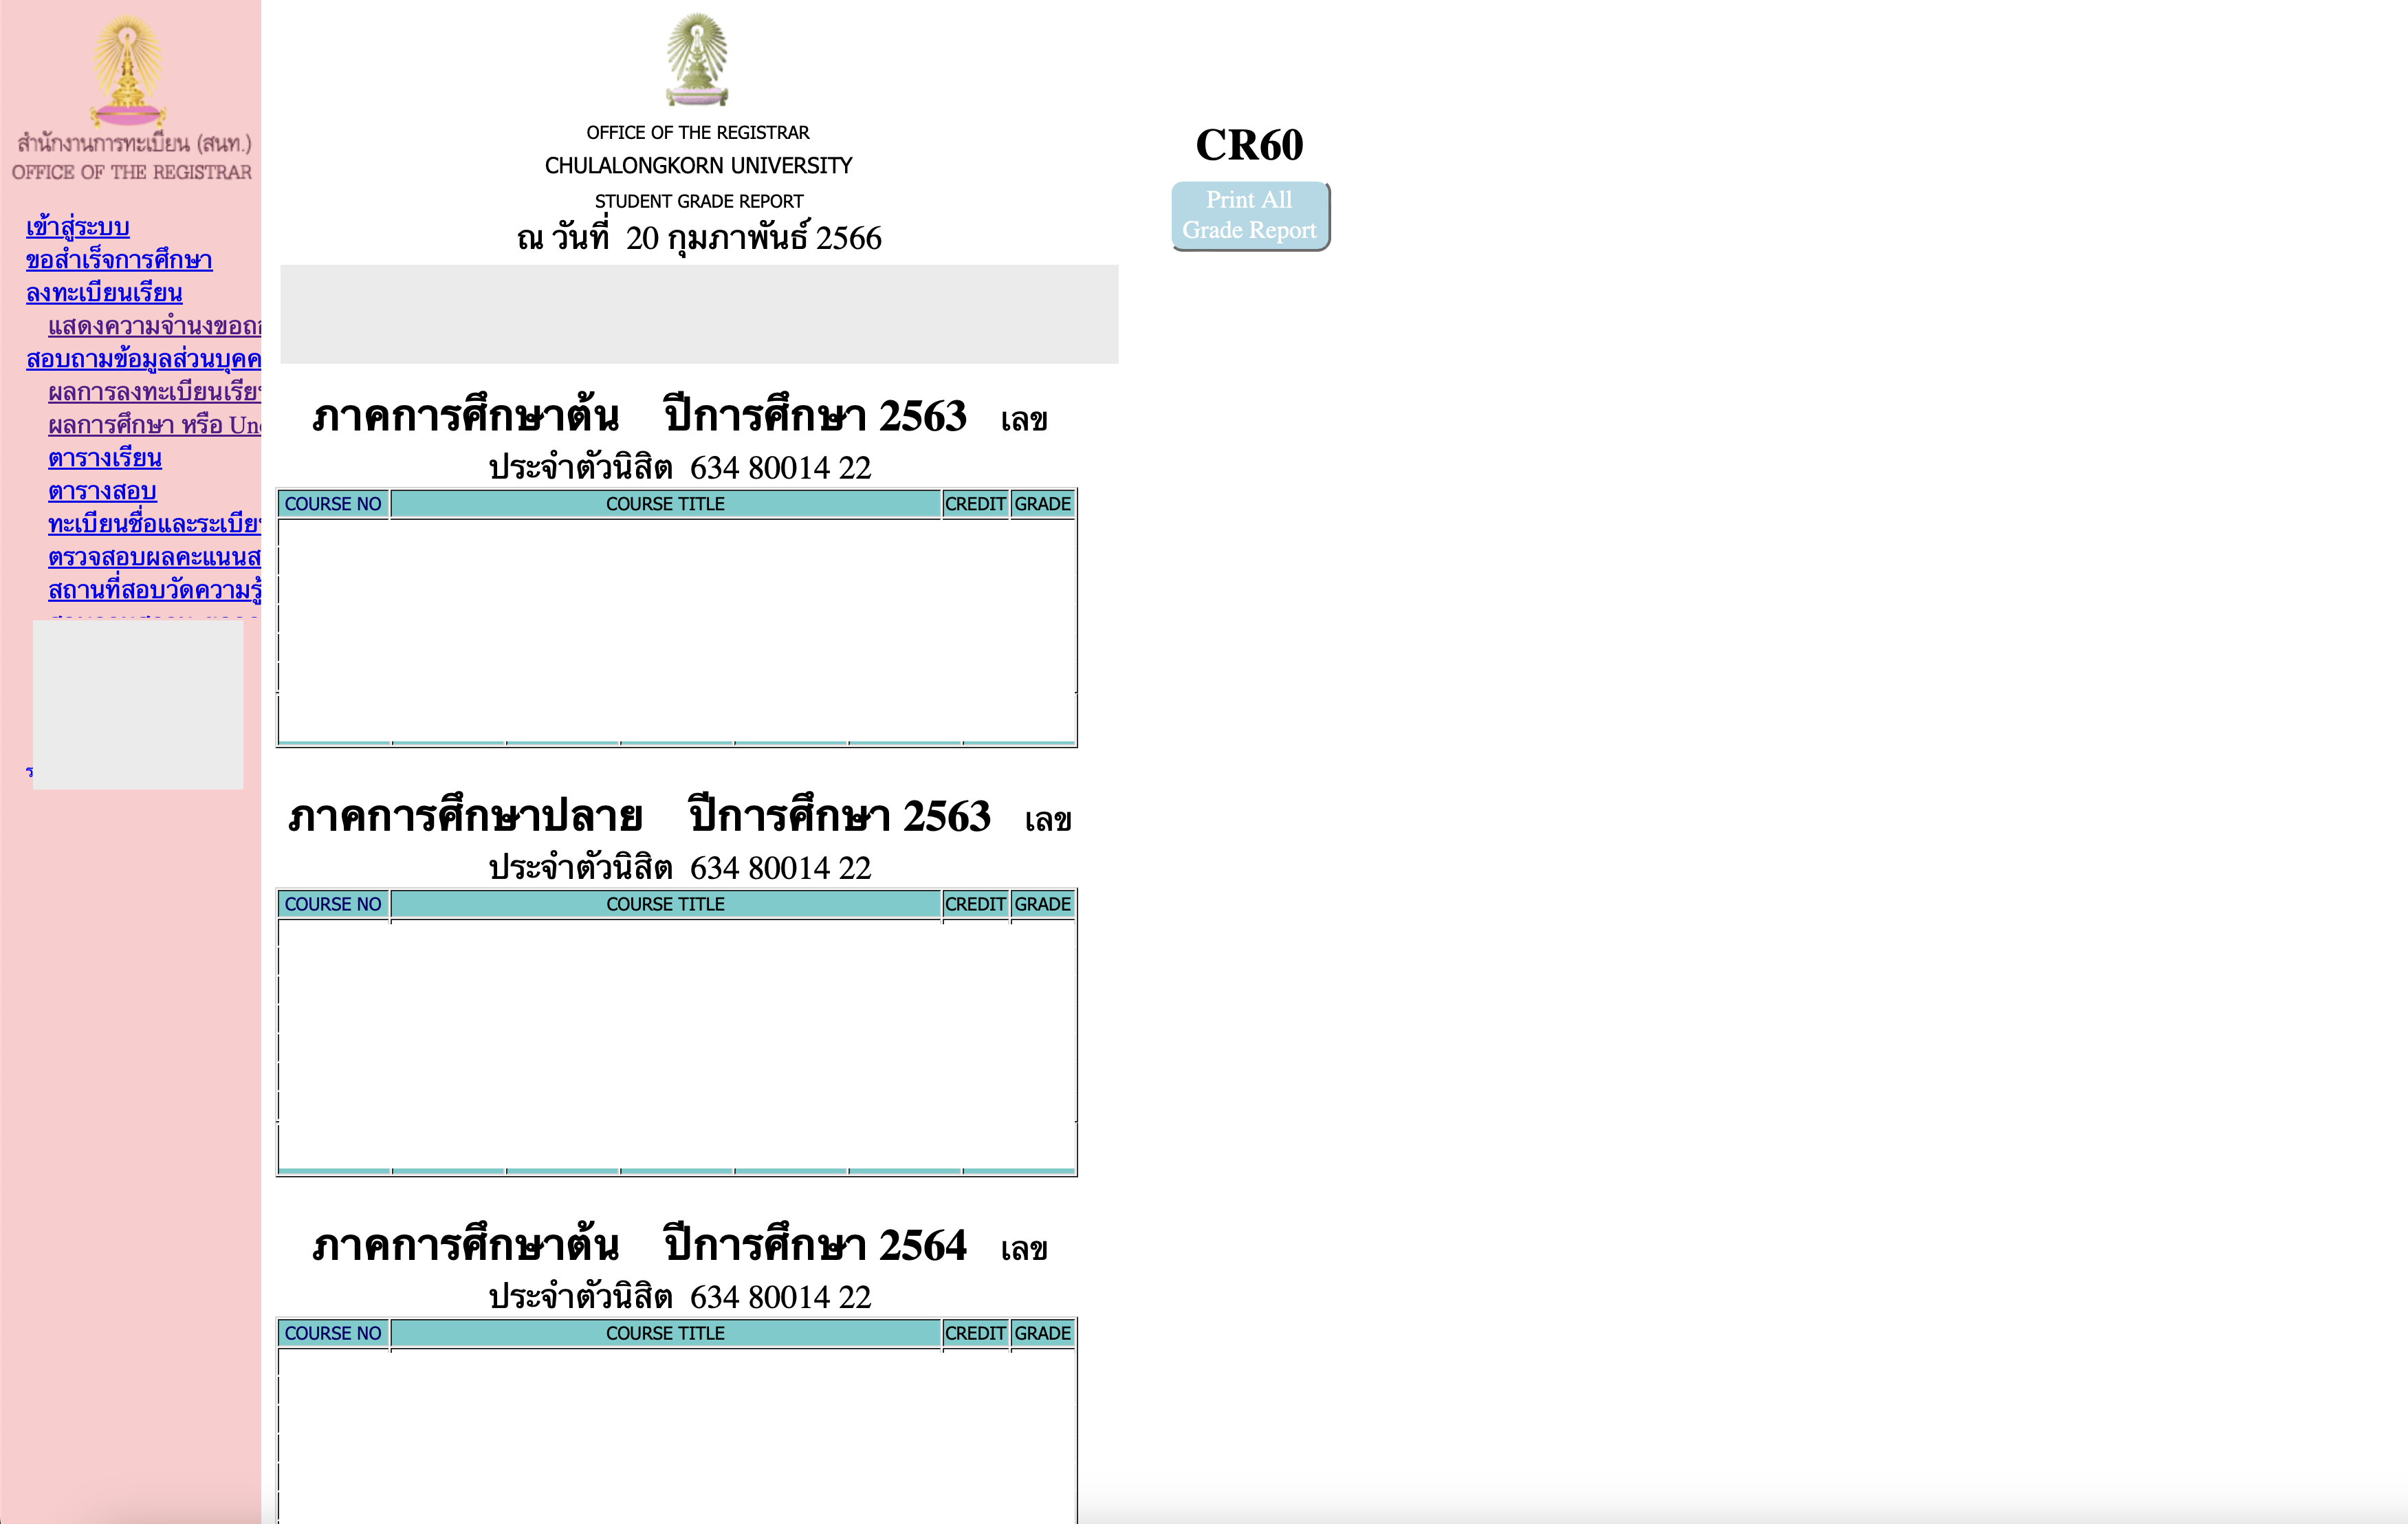 สำนักงานการทะเบียน (สนท.)
OFFICE OF THE REGISTRAR
เข้าสู่ระบบ
ขอสำเร็จการศึกษา
ลงทะเบียนเรียน
แสดงความจำนงขอถ
สอบถามข้อมูลส่วนบุคค
ผลการลงทะเบียนเรีย
ผลการศึกษา หรือ Un
ตารางเรียน
ตารางสอบ
ทะเบียนชื่อและระเบีย
ตรวจสอบผลคะแนนส
สถานที่สอบวัดความรู้
ร
OFFICE OF THE REGISTRAR
CHULALONGKORN UNIVERSITY
STUDENT GRADE REPORT
ณ วันที่ 20 กุมภาพันธ์ 2566
CR60
Print All
Grade Report
ภาคการศึกษาต้น ปีการศึกษา 2563 เลข
ประจำตัวนิสิต 634 80014 22
COURSE NO COURSE TITLE CREDIT GRADE
ภาคการศึกษาปลาย ปีการศึกษา 2563 เลข
ประจำตัวนิสิต 634 80014 22
COURSE NO COURSE TITLE CREDIT GRADE
ภาคการศึกษาต้น ปีการศึกษา 2564 เลข
ประจำตัวนิสิต 634 80014 22
COURSE NO COURSE TITLE CREDIT GRADE